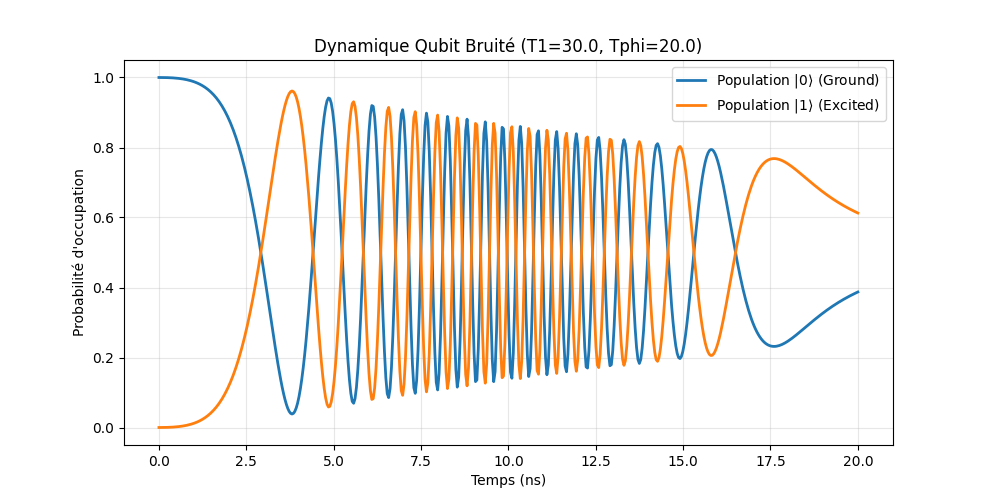 Dynamique Qubit Bruité (T1=30.0, Tphi=20.0)
Population |0⟩ (Ground)
Population |1⟩ (Excited)
Probabilité d'occupation
1.0
0.8
0.6
0.4
0.2
0.0
0.0 2.5 5.0 7.5 10.0 12.5 15.0 17.5 20.0
Temps (ns)